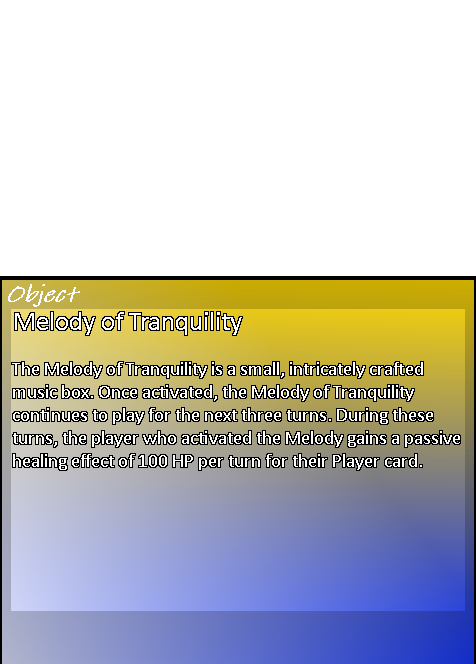 Object
Melody of Tranquility
The Melody of Tranquility is a small, intricately crafted
music box. Once activated, the Melody of Tranquility
continues to play for the next three turns. During these
turns, the player who activated the Melody gains a passive
healing effect of 100 HP per turn for their Player card.